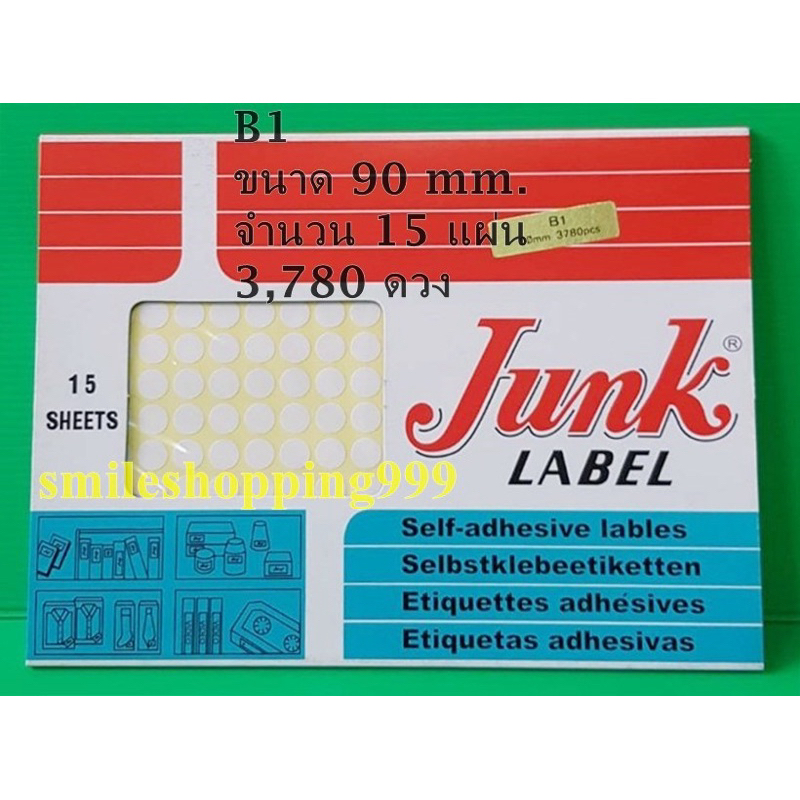 B1
ขนาด 90 mm.
จำนวน 15 แผ่น
3,780 ดวง
B1
3780pcs
15
SHEETS
Junk®
LABEL
smileshopping999
Self-adhesive lables
Selbstklebeetiketten
Etiquettes adhésives
Etiquetas adhesivas